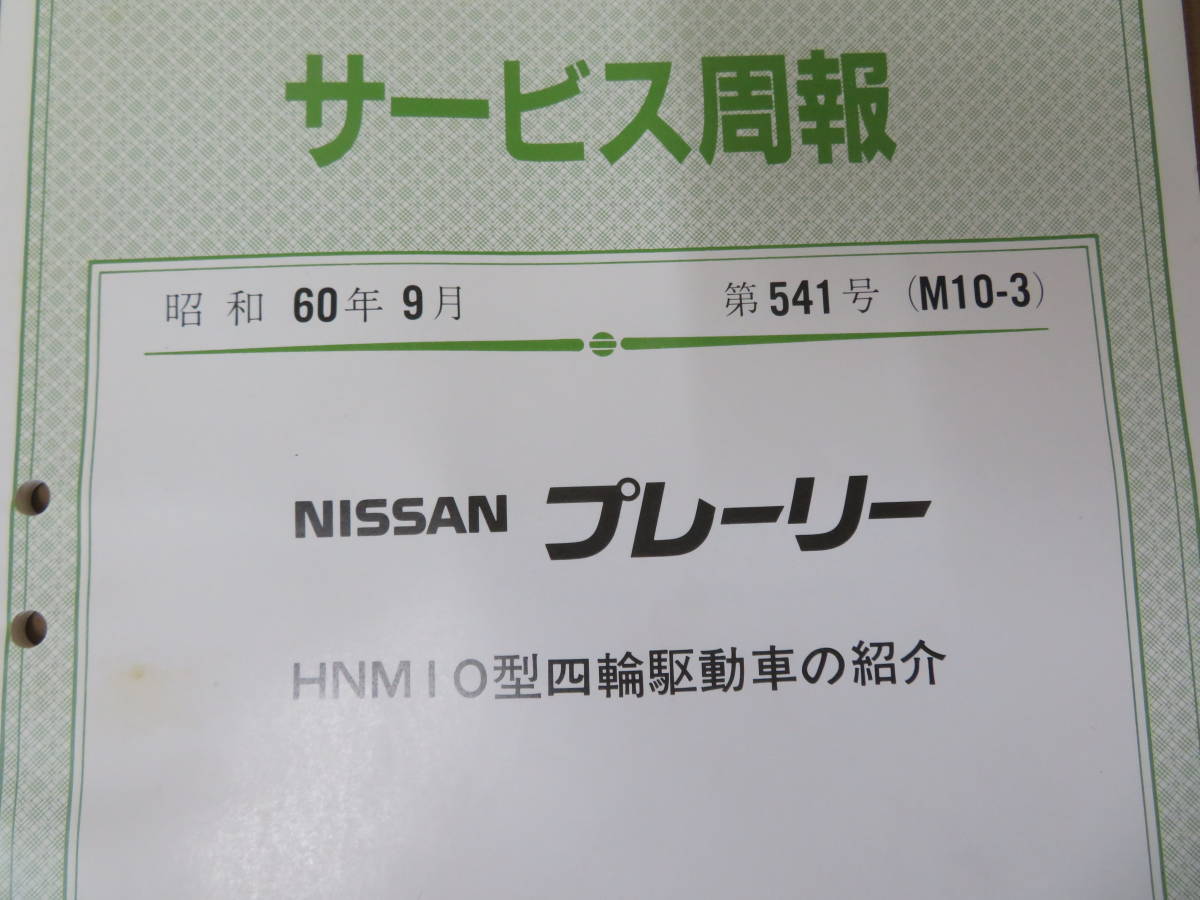 サービス周報
昭和 60年 9月 第541号 (M10-3)
NISSAN プレーリー
HNM10型四輪駆動車の紹介